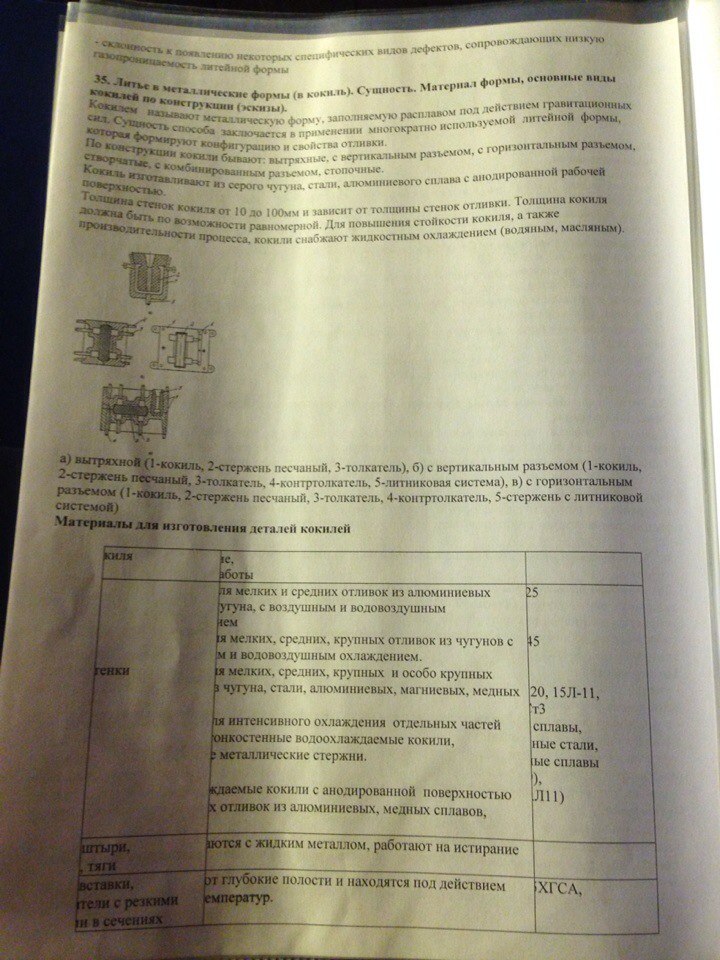 - склонность к появлению некоторых специфических видов дефектов, сопровождающих низкую
газопроницаемость литейной формы
35. Литье в металлические формы (в кокиль). Сущность. Материал формы, основные виды
кокилей по конструкции (эскизы).
Кокилем называют металлическую форму, заполняемую расплавом под действием гравитационных
сил. Сущность способа заключается в применении многократно используемой литейной формы,
которая формируют конфигурацию и свойства отливки.
По конструкции кокили бывают: вытряхные, с вертикальным разъемом, с горизонтальным разъемом,
створчатые, с комбинированным разъемом, стопочные.
Кокиль изготавливают из серого чугуна, стали, алюминиевого сплава с анодированной рабочей
поверхностью.
Толщина стенок кокиля от 10 до 100мм и зависит от толщины стенок отливки. Толщина кокиля
должна быть по возможности равномерной. Для повышения стойкости кокиля, а также
производительности процесса, кокили снабжают жидкостным охлаждением (водяным, масляным).
а) вытряхной (1-кокиль, 2-стержень песчаный, 3-толкатель), б) с вертикальным разъемом (1-кокиль,
2-стержень песчаный, 3-толкатель, 4-контртолкатель, 5-литниковая система), в) с горизонтальным
разъемом (1-кокиль, 2-стержень песчаный, 3-толкатель, 4-контртолкатель, 5-стержень с литниковой
системой)
Материалы для изготовления деталей кокилей
киля
ие,
аботы
ля мелких и средних отливок из алюминиевых
угуна, с воздушным и водовоздушным
ием
25
ля мелких, средних, крупных отливок из чугунов с
м и водовоздушным охлаждением.
45
тенки
ля мелких, средних, крупных и особо крупных
з чугуна, стали, алюминиевых, магниевых, медных
20, 15Л-11,
т3
ля интенсивного охлаждения отдельных частей
онкостенные водоохлаждаемые кокили,
е металлические стержни.
сплавы,
ные стали,
ые сплавы
),
ждаемые кокили с анодированной поверхностью
х отливок из алюминиевых, медных сплавов,
Л11)
штыри,
, тяги
аются с жидким металлом, работают на истирание
вставки,
тели с резкими
и в сечениях
от глубокие полости и находятся под действием
емператур.
ХГСА,